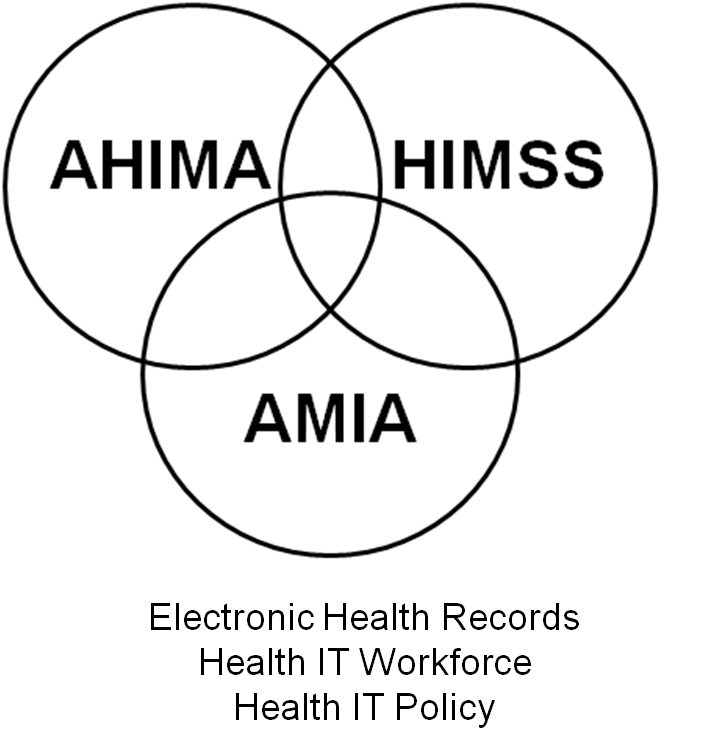 AHIMA HIMSS
AMIA
Electronic Health Records
Health IT Workforce
Health IT Policy